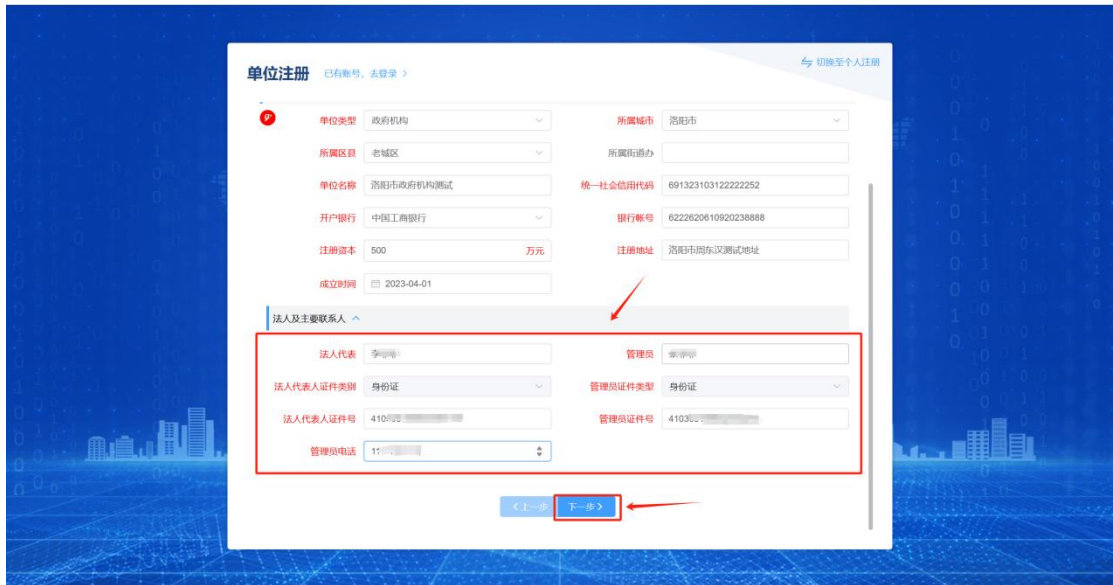 单位注册 已有账号，去登录 > 切换至个人注册
单位类型 政府机构 所属城市 洛阳市
所属区县 老城区 所属街道办
单位名称 洛阳市政府机构测试 统一社会信用代码 691323103122222252
开户银行 中国工商银行 银行帐号 6222620610920238888
注册资本 500 万元 注册地址 洛阳市周东汉测试地址
成立时间 2023-04-01
法人及主要联系人
法人代表 管理员
法人代表人证件类别 身份证 管理员证件类型 身份证
法人代表人证件号 管理员证件号
管理员电话
<上一步 下一步>